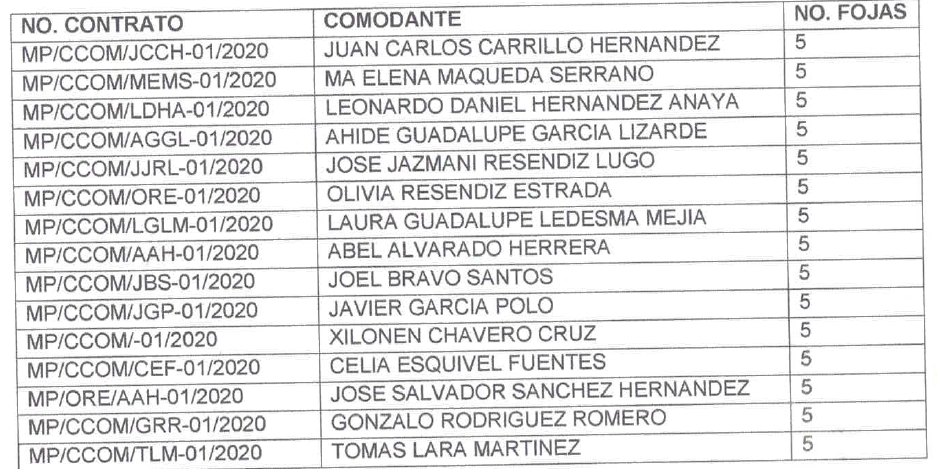 NO. CONTRATO COMODANTE NO. FOJAS
MP/CCOM/JCCH-01/2020 JUAN CARLOS CARRILLO HERNANDEZ 5
MP/CCOM/MEMS-01/2020 MA ELENA MAQUEDA SERRANO 5
MP/CCOM/LDHA-01/2020 LEONARDO DANIEL HERNANDEZ ANAYA 5
MP/CCOM/AGGL-01/2020 AHIDE GUADALUPE GARCIA LIZARDE 5
MP/CCOM/JJRL-01/2020 JOSE JAZMANI RESENDIZ LUGO 5
MP/CCOM/ORE-01/2020 OLIVIA RESENDIZ ESTRADA 5
MP/CCOM/LGLM-01/2020 LAURA GUADALUPE LEDESMA MEJIA 5
MP/CCOM/AAH-01/2020 ABEL ALVARADO HERRERA 5
MP/CCOM/JBS-01/2020 JOEL BRAVO SANTOS 5
MP/CCOM/JGP-01/2020 JAVIER GARCIA POLO 5
MP/CCOM/-01/2020 XILONEN CHAVERO CRUZ 5
MP/CCOM/CEF-01/2020 CELIA ESQUIVEL FUENTES 5
MP/ORE/AAH-01/2020 JOSE SALVADOR SANCHEZ HERNANDEZ 5
MP/CCOM/GRR-01/2020 GONZALO RODRIGUEZ ROMERO 5
MP/CCOM/TLM-01/2020 TOMAS LARA MARTINEZ 5